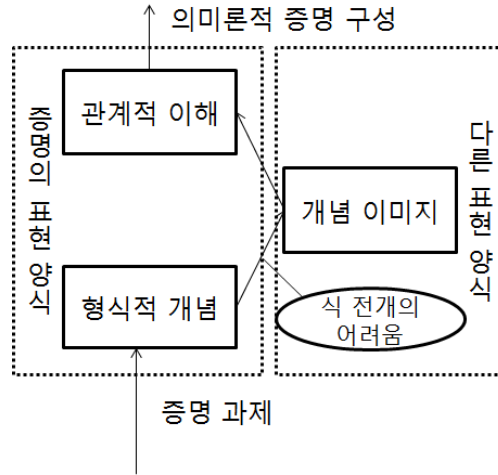 의미론적 증명 구성
증명의 표현 양식
관계적 이해
형식적 개념
개념 이미지
식 전개의
어려움
다른 표현 양식
증명 과제